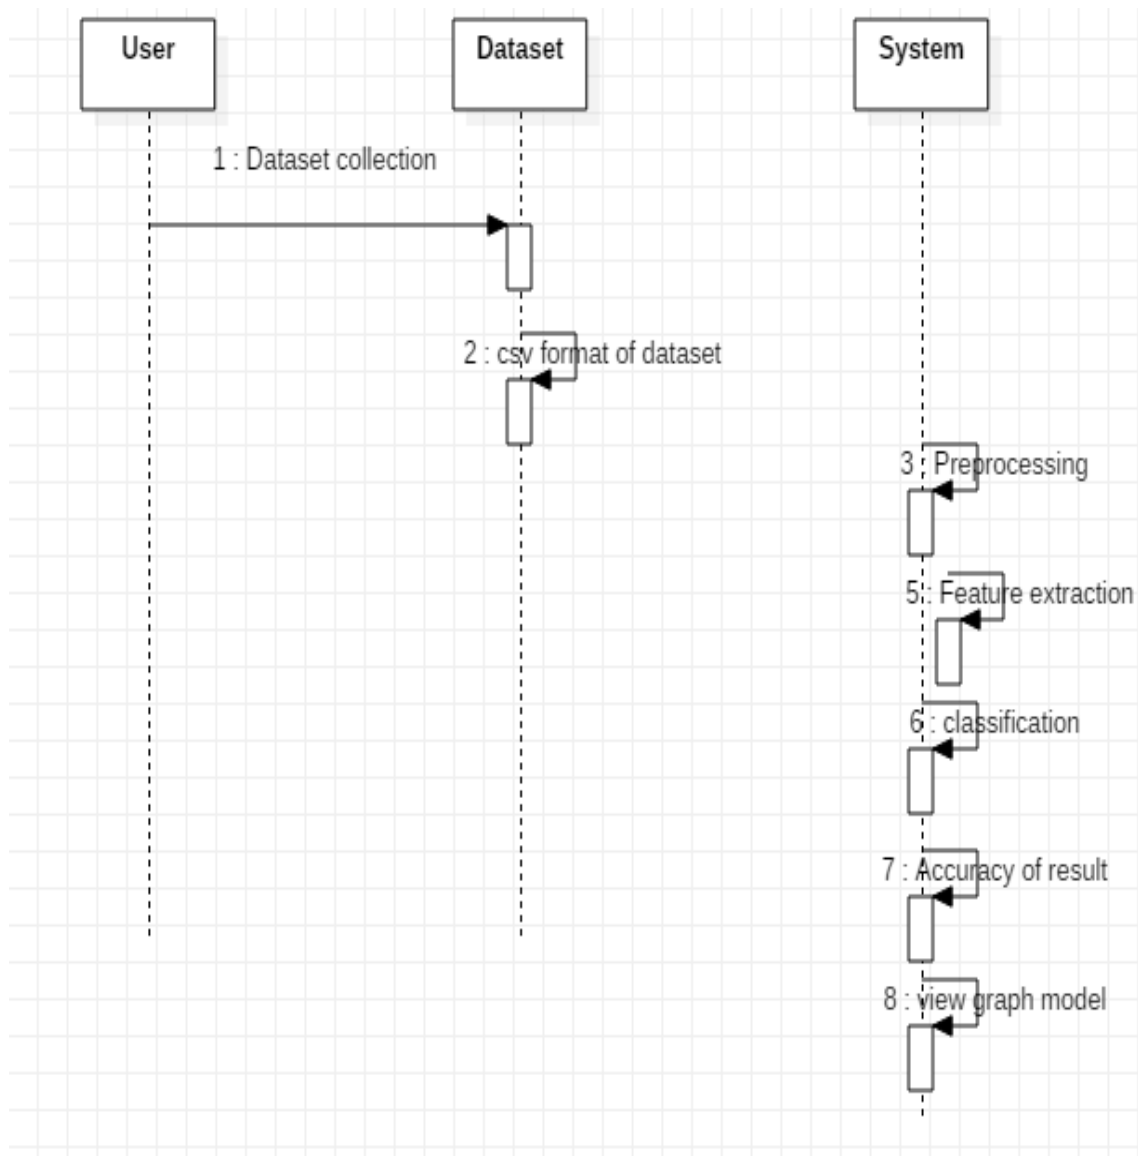 User
Dataset
System
1 : Dataset collection
2 : csv format of dataset
3 : Preprocessing
5 : Feature extraction
6 : classification
7 : Accuracy of result
8 : view graph model